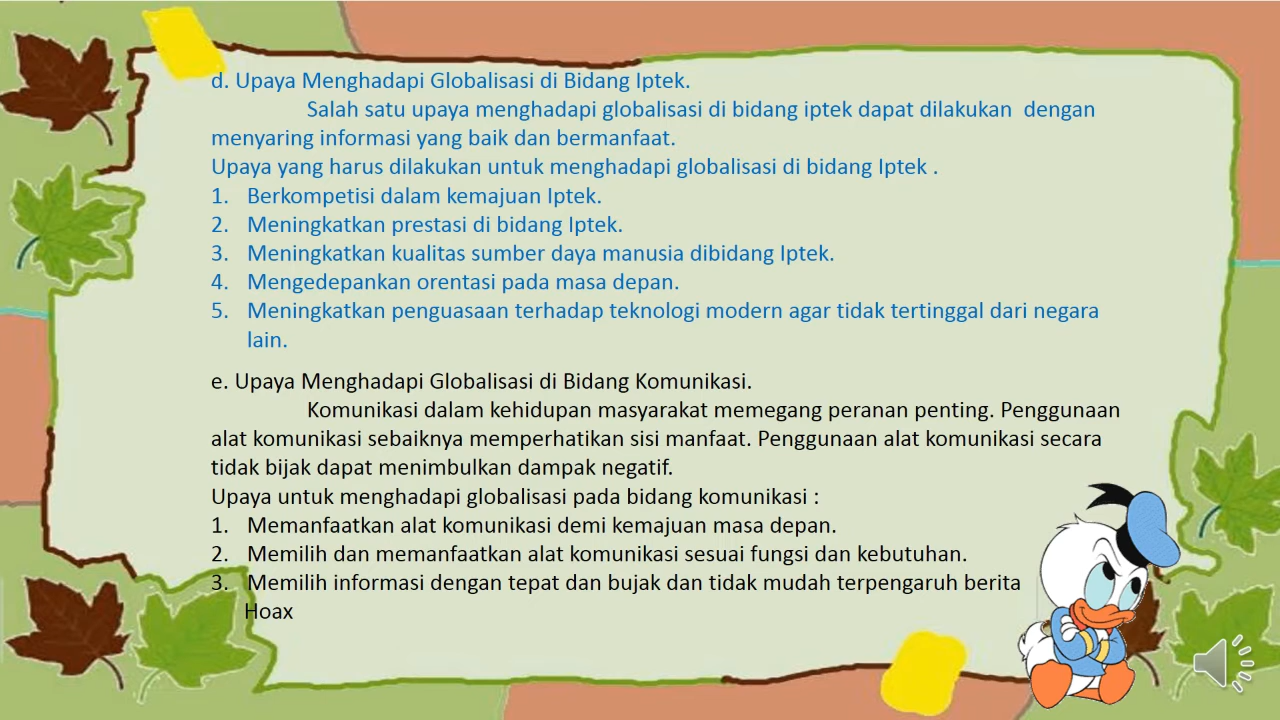 d. Upaya Menghadapi Globalisasi di Bidang Iptek.
Salah satu upaya menghadapi globalisasi di bidang iptek dapat dilakukan  dengan
menyaring informasi yang baik dan bermanfaat.
Upaya yang harus dilakukan untuk menghadapi globalisasi di bidang Iptek .
1. Berkompetisi dalam kemajuan Iptek.
2. Meningkatkan prestasi di bidang Iptek.
3. Meningkatkan kualitas sumber daya manusia dibidang Iptek.
4. Mengedepankan orentasi pada masa depan.
5. Meningkatkan penguasaan terhadap teknologi modern agar tidak tertinggal dari negara
lain.
e. Upaya Menghadapi Globalisasi di Bidang Komunikasi.
Komunikasi dalam kehidupan masyarakat memegang peranan penting. Penggunaan
alat komunikasi sebaiknya memperhatikan sisi manfaat. Penggunaan alat komunikasi secara
tidak bijak dapat menimbulkan dampak negatif.
Upaya untuk menghadapi globalisasi pada bidang komunikasi :
1. Memanfaatkan alat komunikasi demi kemajuan masa depan.
2. Memilih dan memanfaatkan alat komunikasi sesuai fungsi dan kebutuhan.
3. Memilih informasi dengan tepat dan bujak dan tidak mudah terpengaruh berita
Hoax